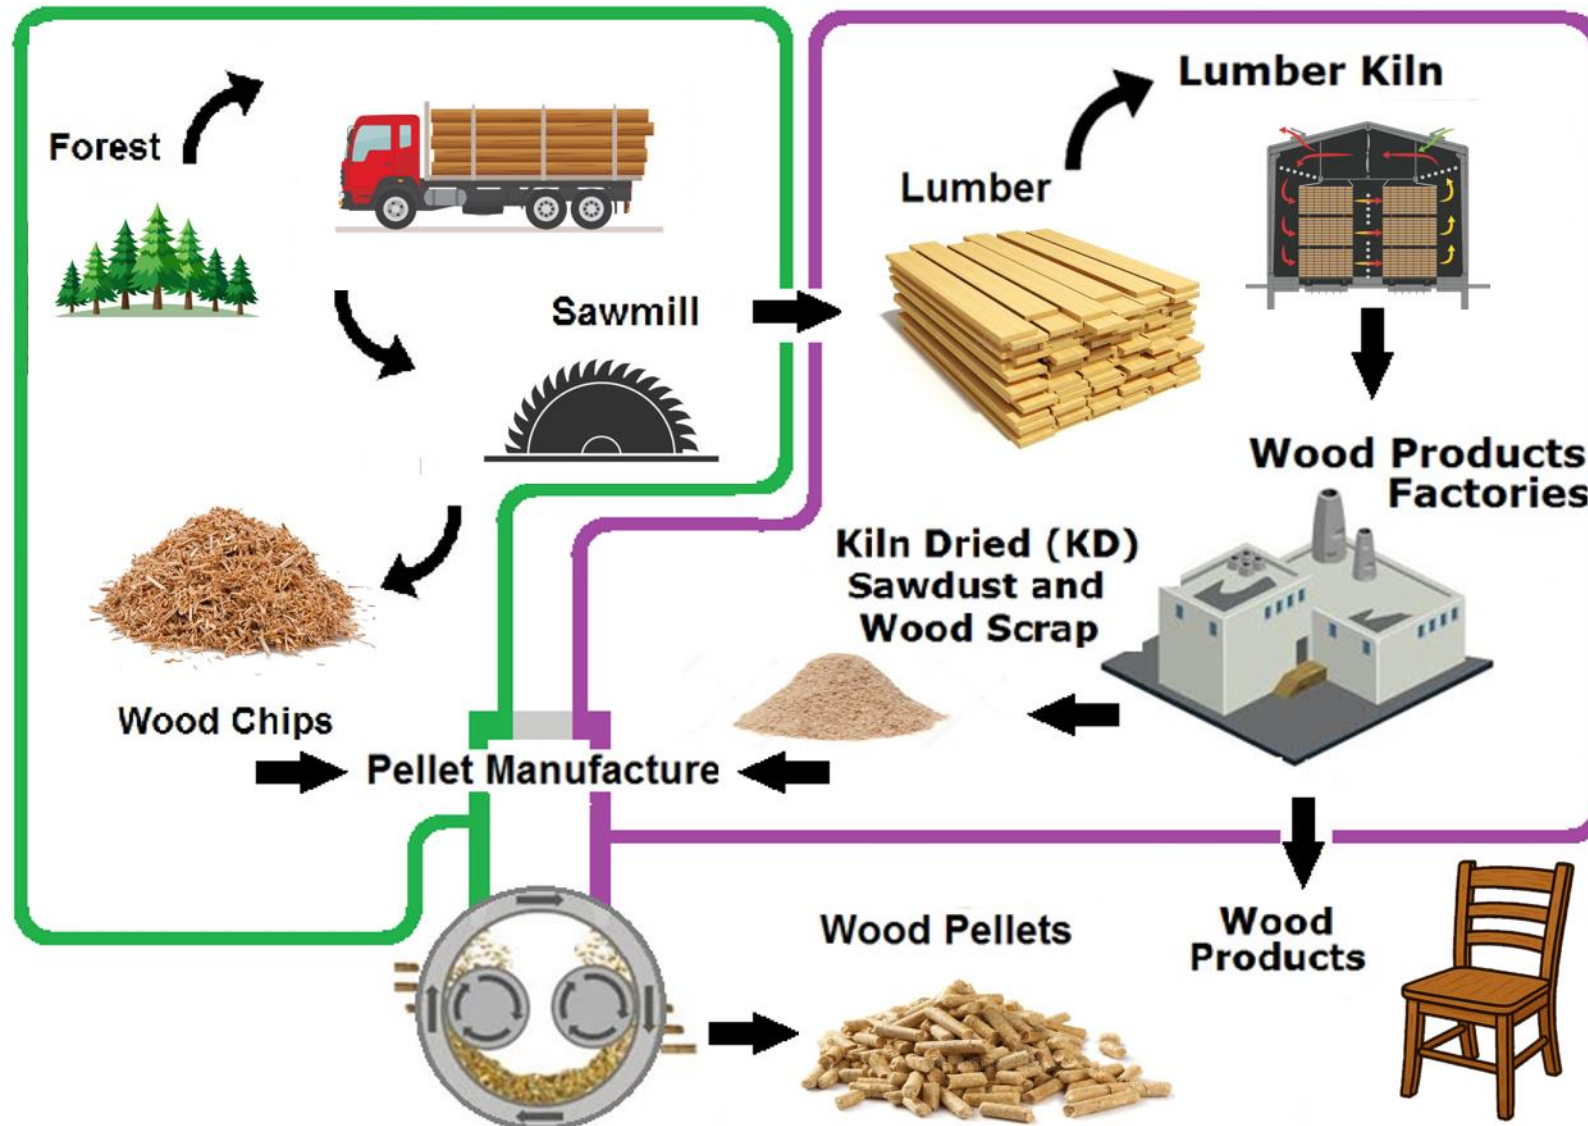 Forest
Sawmill
Wood Chips
Lumber
Lumber Kiln
Wood Products
Factories
Kiln Dried (KD)
Sawdust and
Wood Scrap
Pellet Manufacture
Wood Pellets
Wood
Products